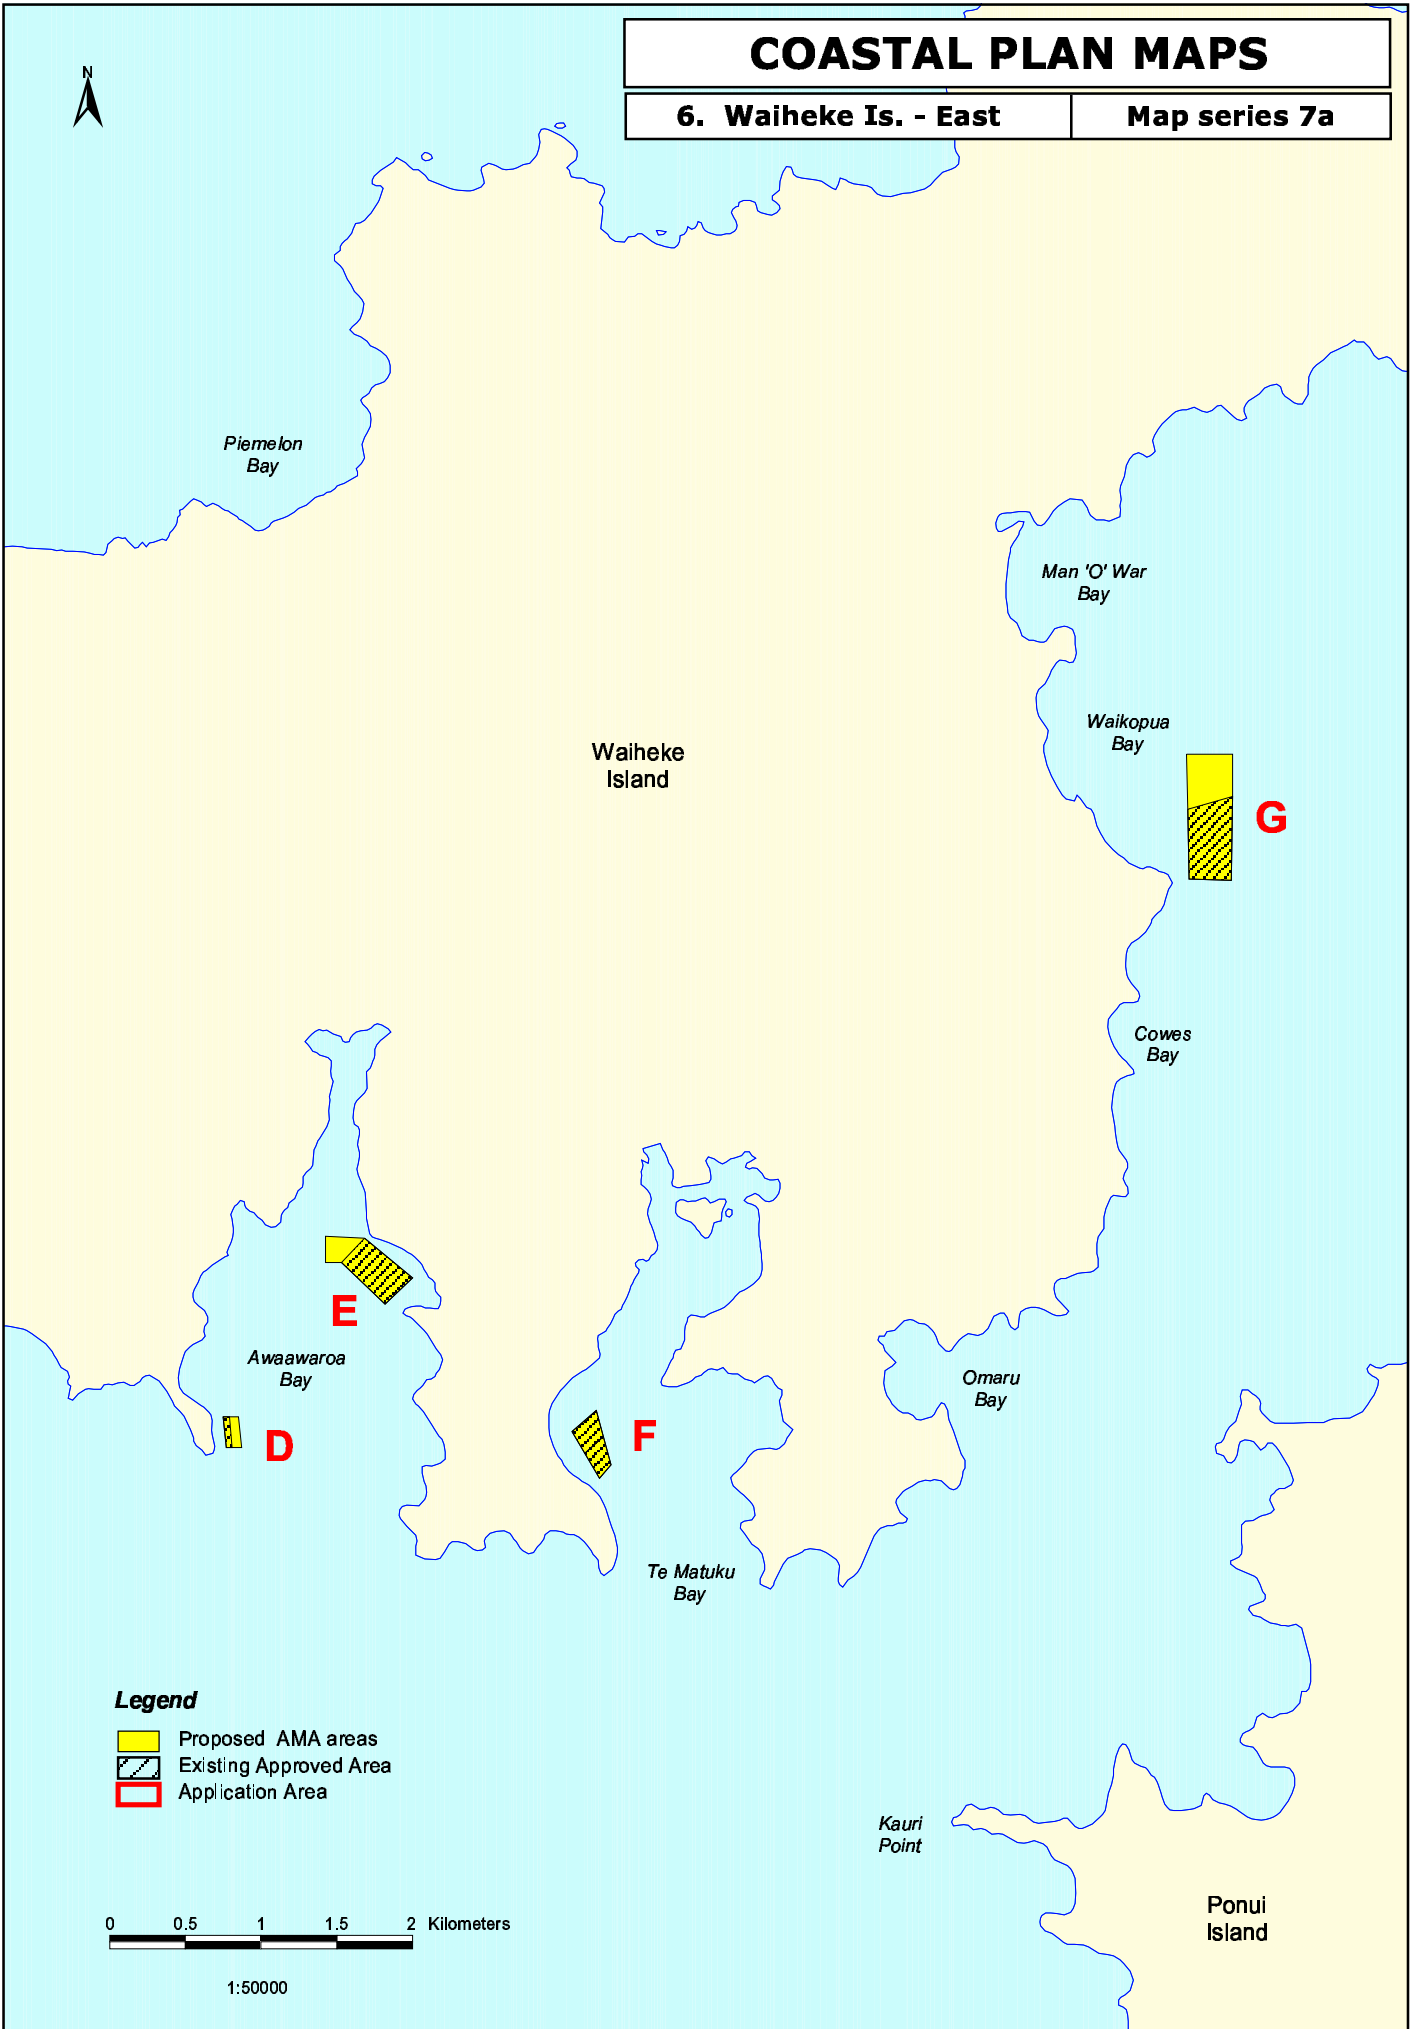 COASTAL PLAN MAPS
6. Waiheke Is. - East
Map series 7a
N
Piemelon
Bay
Man 'O' War
Bay
Waikopua
Bay
Waiheke
Island
G
Cowes
Bay
E
Awaawaroa
Bay
Omaru
Bay
D
F
Te Matuku
Bay
Legend
Proposed AMA areas
Existing Approved Area
Application Area
Kauri
Point
Ponui
Island
0 0.5 1 1.5 2 Kilometers
1:50000